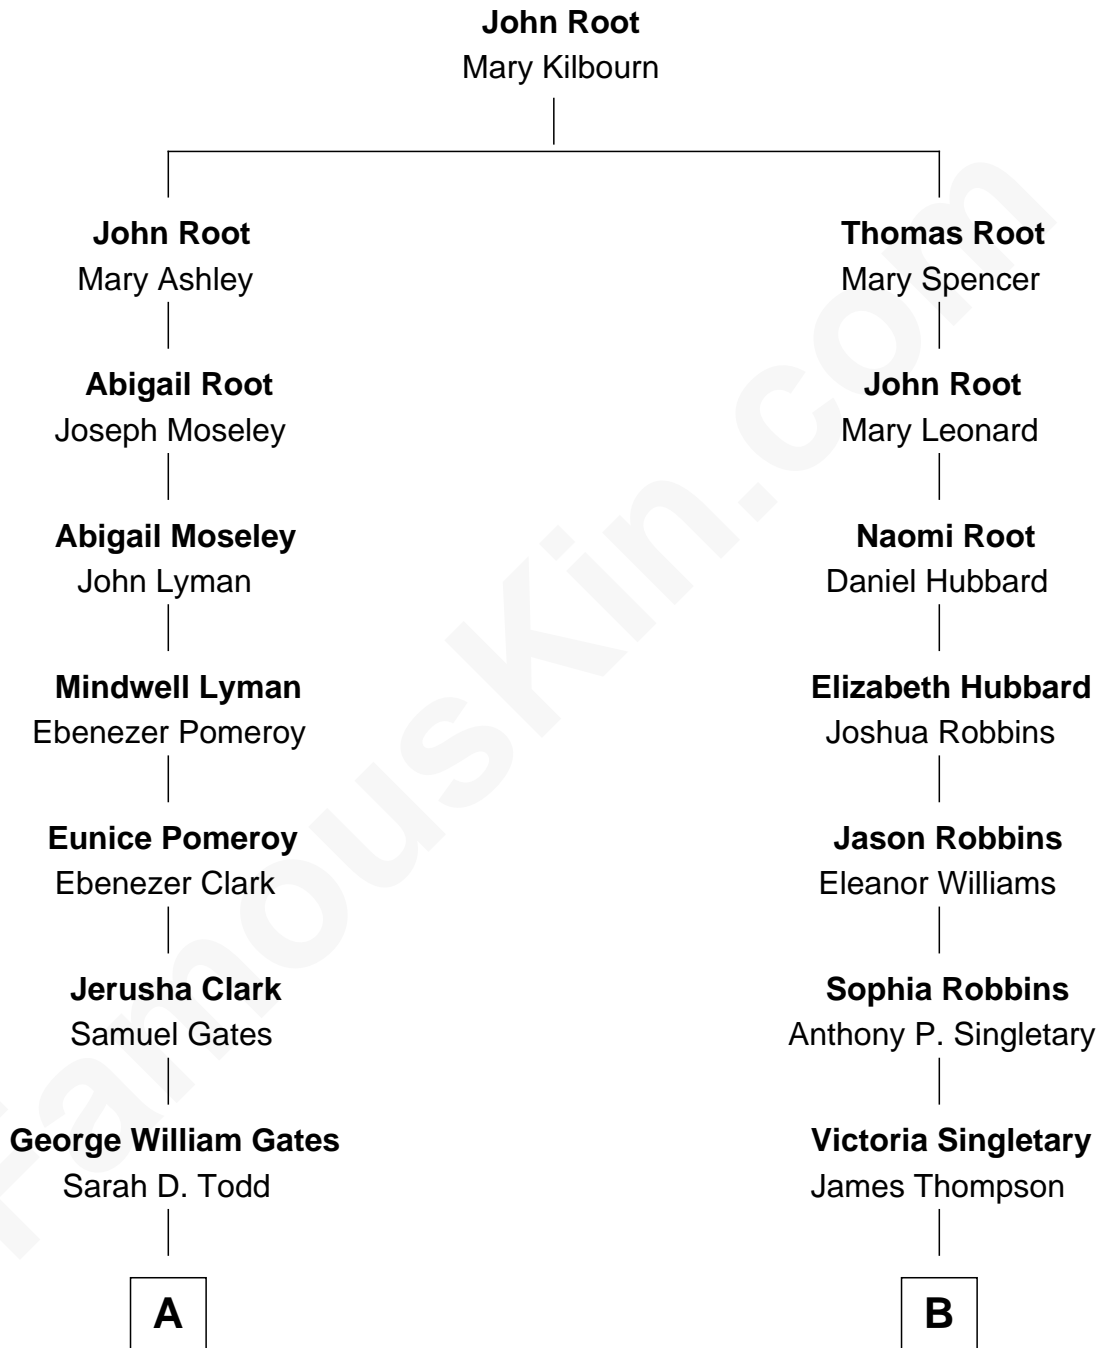 John Root
Mary Kilbourn
John Root
Mary Ashley
Thomas Root
Mary Spencer
Abigail Root
Joseph Moseley
John Root
Mary Leonard
Abigail Moseley
John Lyman
Naomi Root
Daniel Hubbard
Mindwell Lyman
Ebenezer Pomeroy
Elizabeth Hubbard
Joshua Robbins
Eunice Pomeroy
Ebenezer Clark
Jason Robbins
Eleanor Williams
Jerusha Clark
Samuel Gates
Sophia Robbins
Anthony P. Singletary
George William Gates
Sarah D. Todd
Victoria Singletary
James Thompson
A
B
FamousKin.com